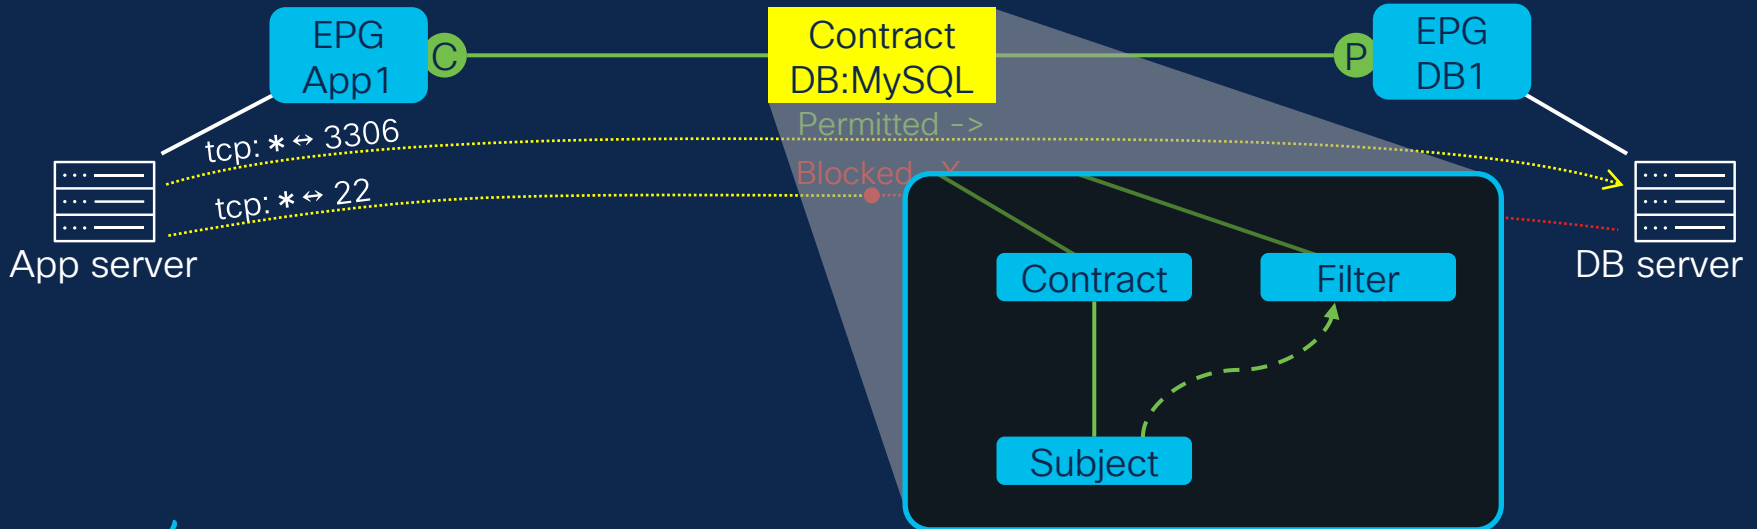 EPG
App1
C
Contract
DB:MySQL
P
EPG
DB1
tcp: * ↔ 3306
Permitted ->
Blocked -X
tcp: * ↔ 22
App server
DB server
Contract
Filter
Subject